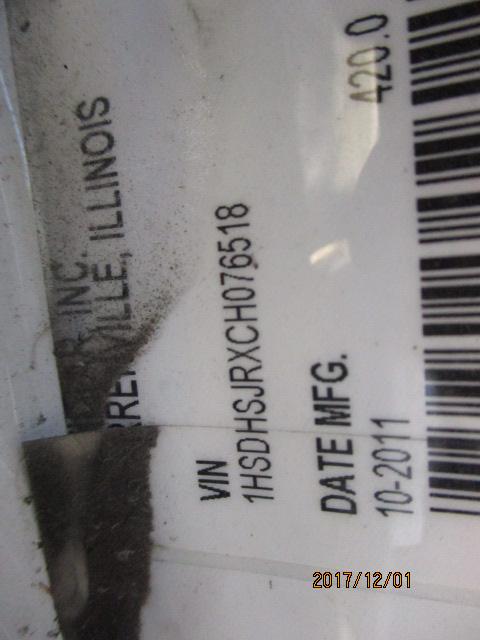 INC.
VILLE, ILLINOIS
VIN
1HSDHSJRXCH076518
DATE MFG.
10-2011
420.0
2017/12/01